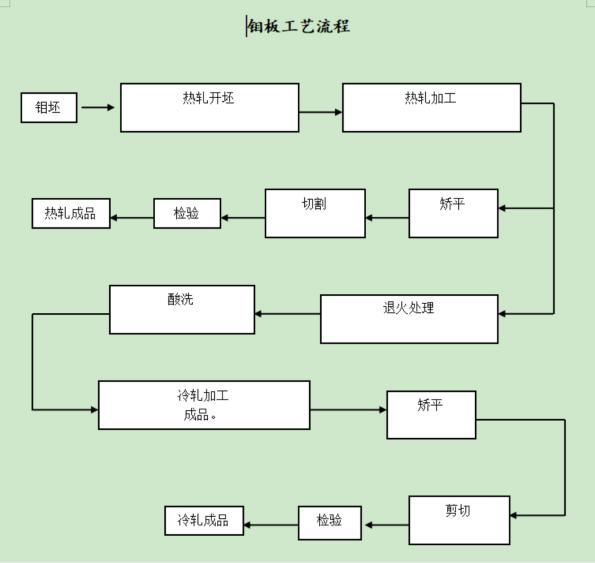 钼板工艺流程
钼坯
热轧开坯
热轧加工
热轧成品
检验
切割
矫平
酸洗
退火处理
冷轧加工
成品。
矫平
冷轧成品
检验
剪切